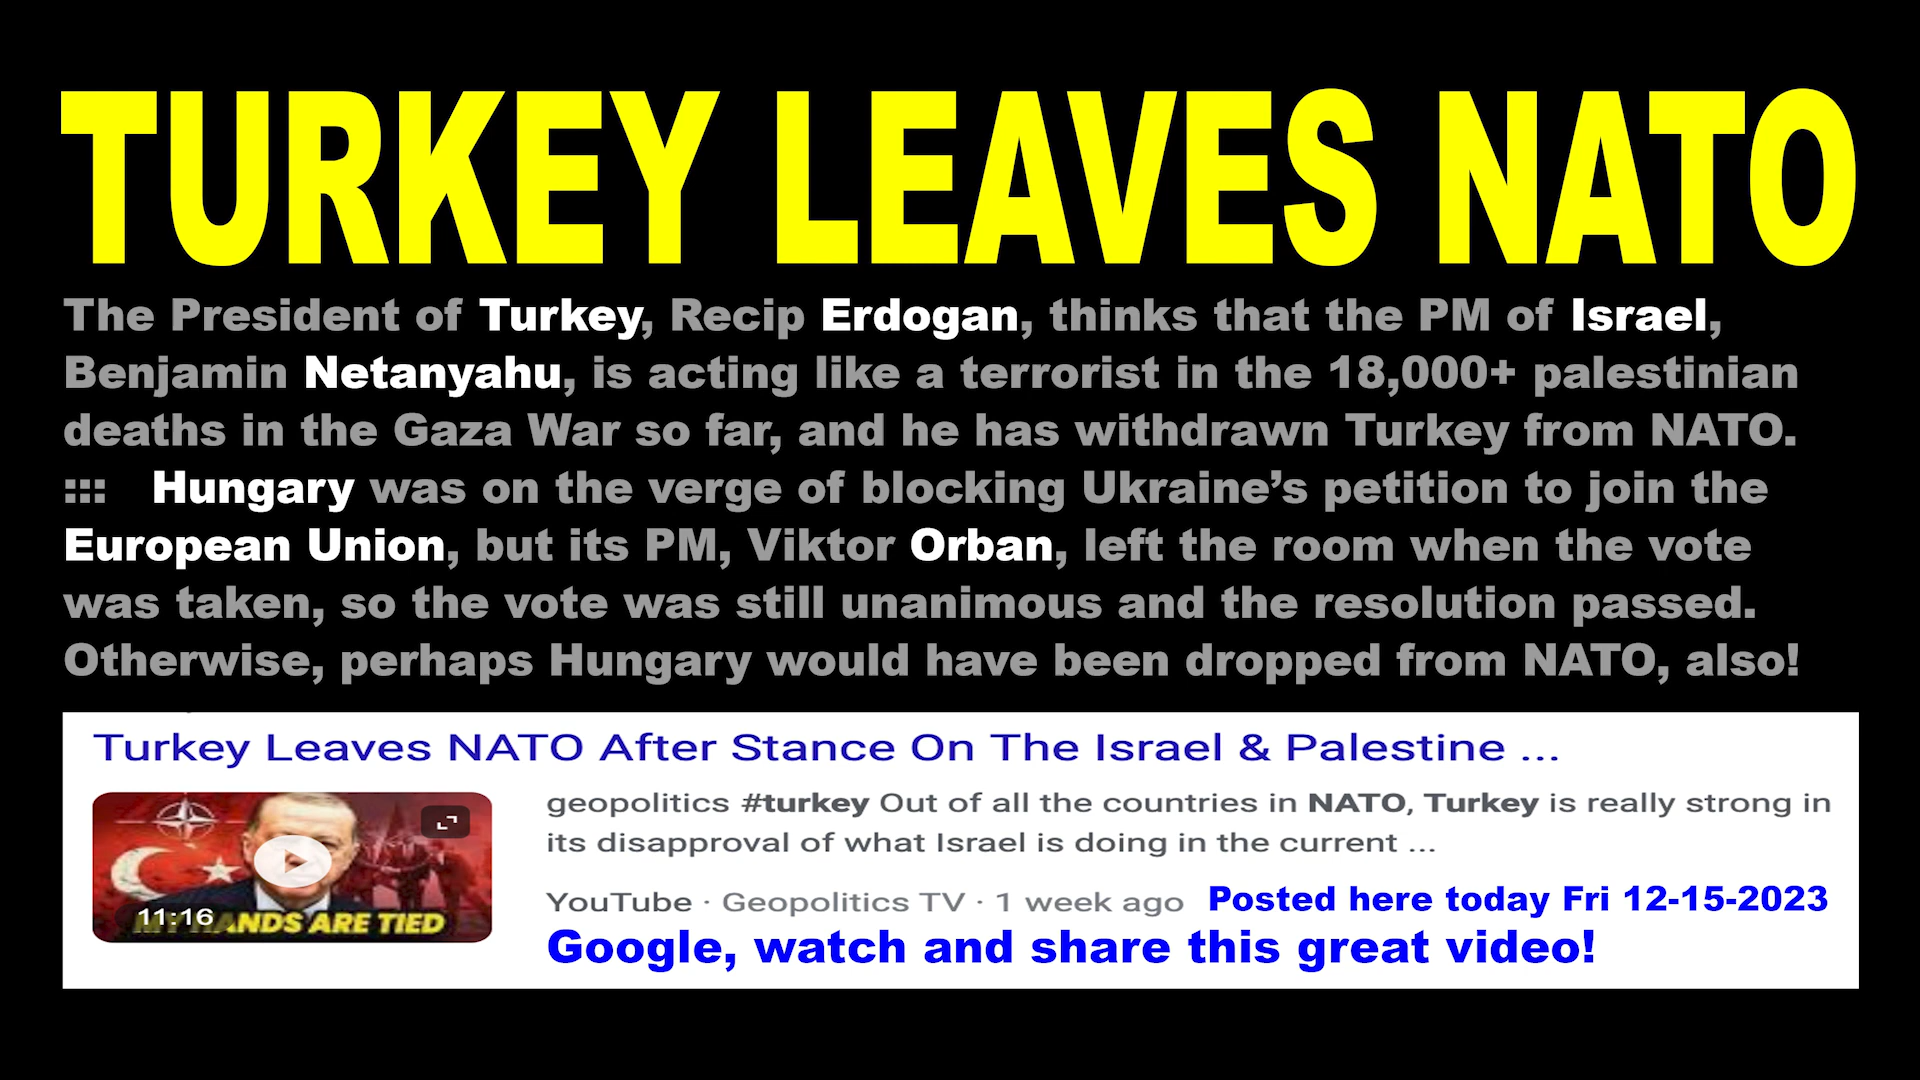 TURKEY LEAVES NATO
The President of Turkey, Recip Erdogan, thinks that the PM of Israel,
Benjamin Netanyahu, is acting like a terrorist in the 18,000+ palestinian
deaths in the Gaza War so far, and he has withdrawn Turkey from NATO.
::: Hungary was on the verge of blocking Ukraine’s petition to join the
European Union, but its PM, Viktor Orban, left the room when the vote
was taken, so the vote was still unanimous and the resolution passed.
Otherwise, perhaps Hungary would have been dropped from NATO, also!
Turkey Leaves NATO After Stance On The Israel & Palestine ...
geopolitics #turkey Out of all the countries in NATO, Turkey is really strong in
its disapproval of what Israel is doing in the current ...
YouTube · Geopolitics TV · 1 week ago Posted here today Fri 12-15-2023
Google, watch and share this great video!
11:16
ANDS ARE TIED